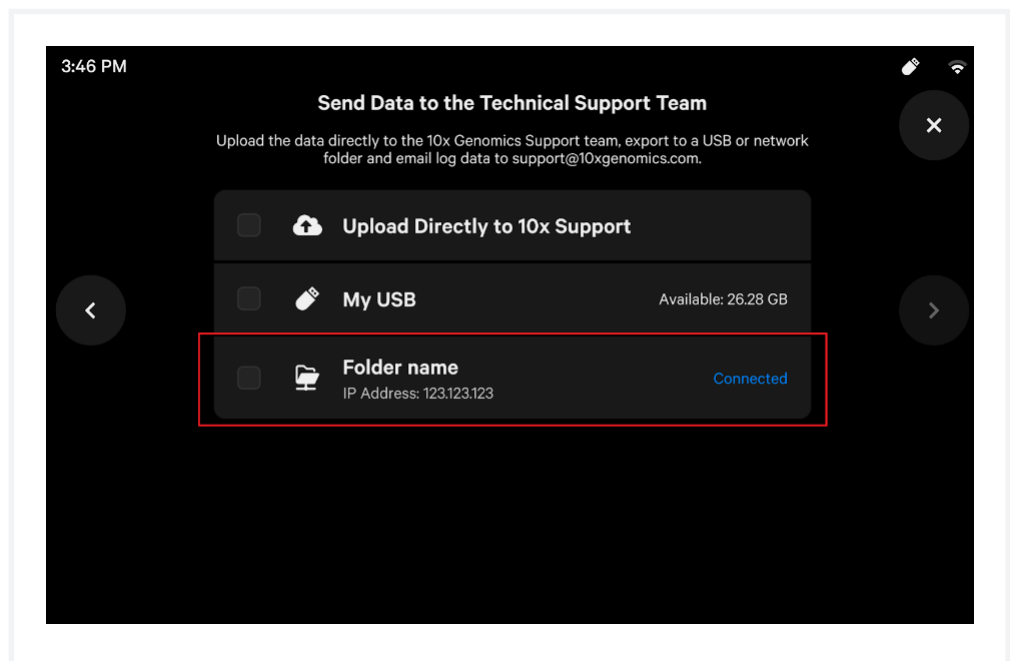 3:46 PM
Send Data to the Technical Support Team
Upload the data directly to the 10x Genomics Support team, export to a USB or network
folder and email log data to support@10xgenomics.com.
Upload Directly to 10x Support
My USB
Available: 26.28 GB
Folder name
IP Address: 123.123.123
Connected